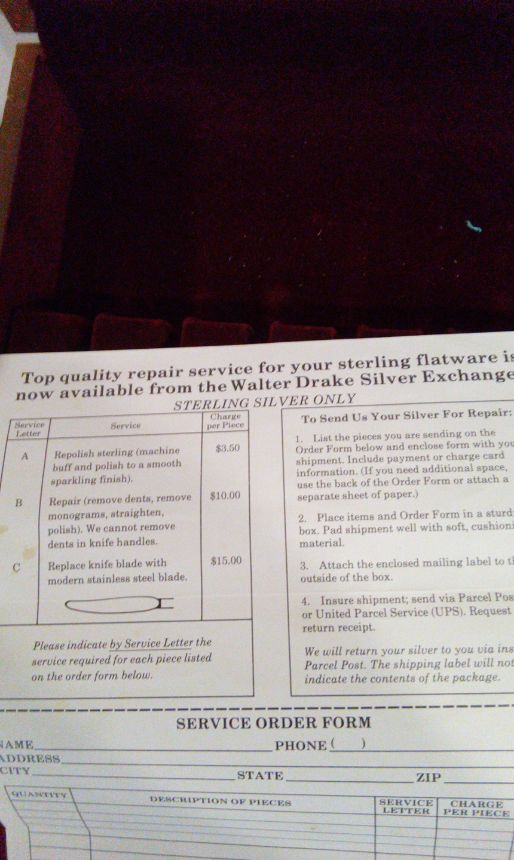 Top quality repair service for your sterling flatware is
now available from the Walter Drake Silver Exchange
STERLING SILVER ONLY
Service Letter
Service
Charge per Piece
A
Repolish sterling (machine
buff and polish to a smooth
sparkling finish).
$3.50
B
Repair (remove dents, remove
monograms, straighten,
polish). We cannot remove
dents in knife handles.
$10.00
C
Replace knife blade with
modern stainless steel blade.
$15.00
Please indicate by Service Letter the
service required for each piece listed
on the order form below.
To Send Us Your Silver For Repair:
1. List the pieces you are sending on the
Order Form below and enclose form with you
shipment. Include payment or charge card
information. (If you need additional space,
use the back of the Order Form or attach a
separate sheet of paper.)
2. Place items and Order Form in a sturd
box. Pad shipment well with soft, cushioni
material.
3. Attach the enclosed mailing label to th
outside of the box.
4. Insure shipment; send via Parcel Pos
or United Parcel Service (UPS). Request
return receipt.
We will return your silver to you via ins
Parcel Post. The shipping label will not
indicate the contents of the package.
SERVICE ORDER FORM
NAME PHONE ( )
ADDRESS
CITY STATE ZIP
QUANTITY
DESCRIPTION OF PIECES
SERVICE LETTER
CHARGE PER PIECE